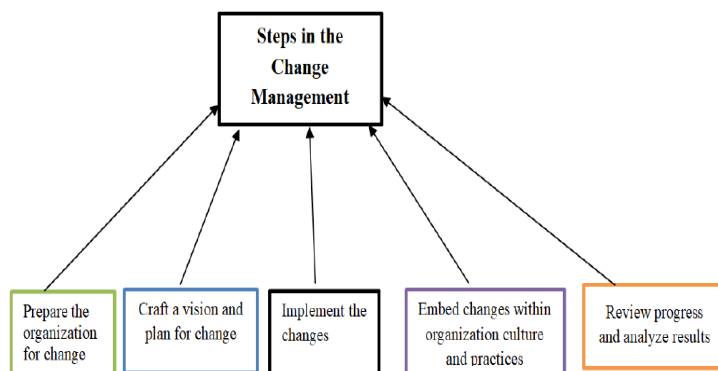 Steps in the
Change
Management
Prepare the
organization
for change
Craft a vision and
plan for change
Implement the
changes
Embed changes within
organization culture
and practices
Review progress
and analyze results